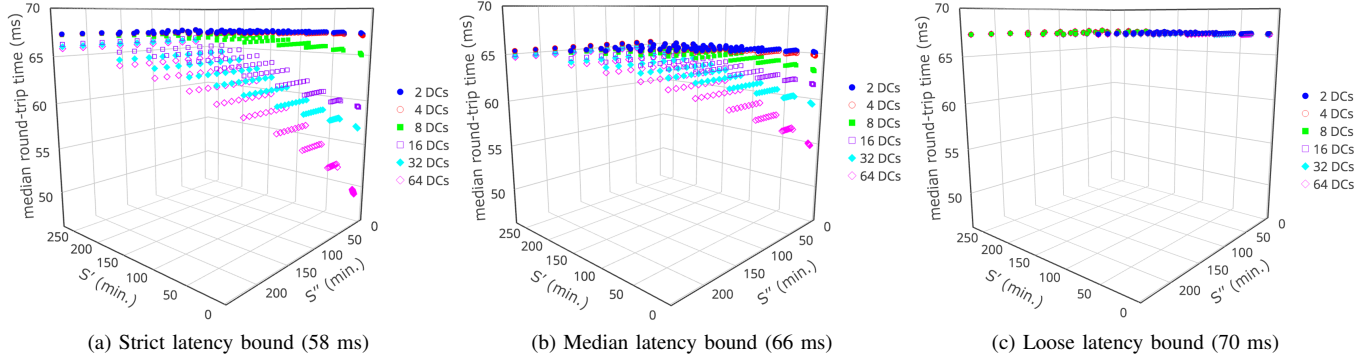 median round-trip time (ms)
70
65
60
55
50
250
200
150
100
50
0
S′ (min.)
0
50
100
150
200
S″ (min.)
2 DCs
4 DCs
8 DCs
16 DCs
32 DCs
64 DCs
(a) Strict latency bound (58 ms)
median round-trip time (ms)
70
65
60
55
50
250
200
150
100
50
0
S′ (min.)
0
50
100
150
200
S″ (min.)
2 DCs
4 DCs
8 DCs
16 DCs
32 DCs
64 DCs
(b) Median latency bound (66 ms)
median round-trip time (ms)
70
65
60
55
50
250
200
150
100
50
0
S′ (min.)
0
50
100
150
200
S″ (min.)
2 DCs
4 DCs
8 DCs
16 DCs
32 DCs
64 DCs
(c) Loose latency bound (70 ms)